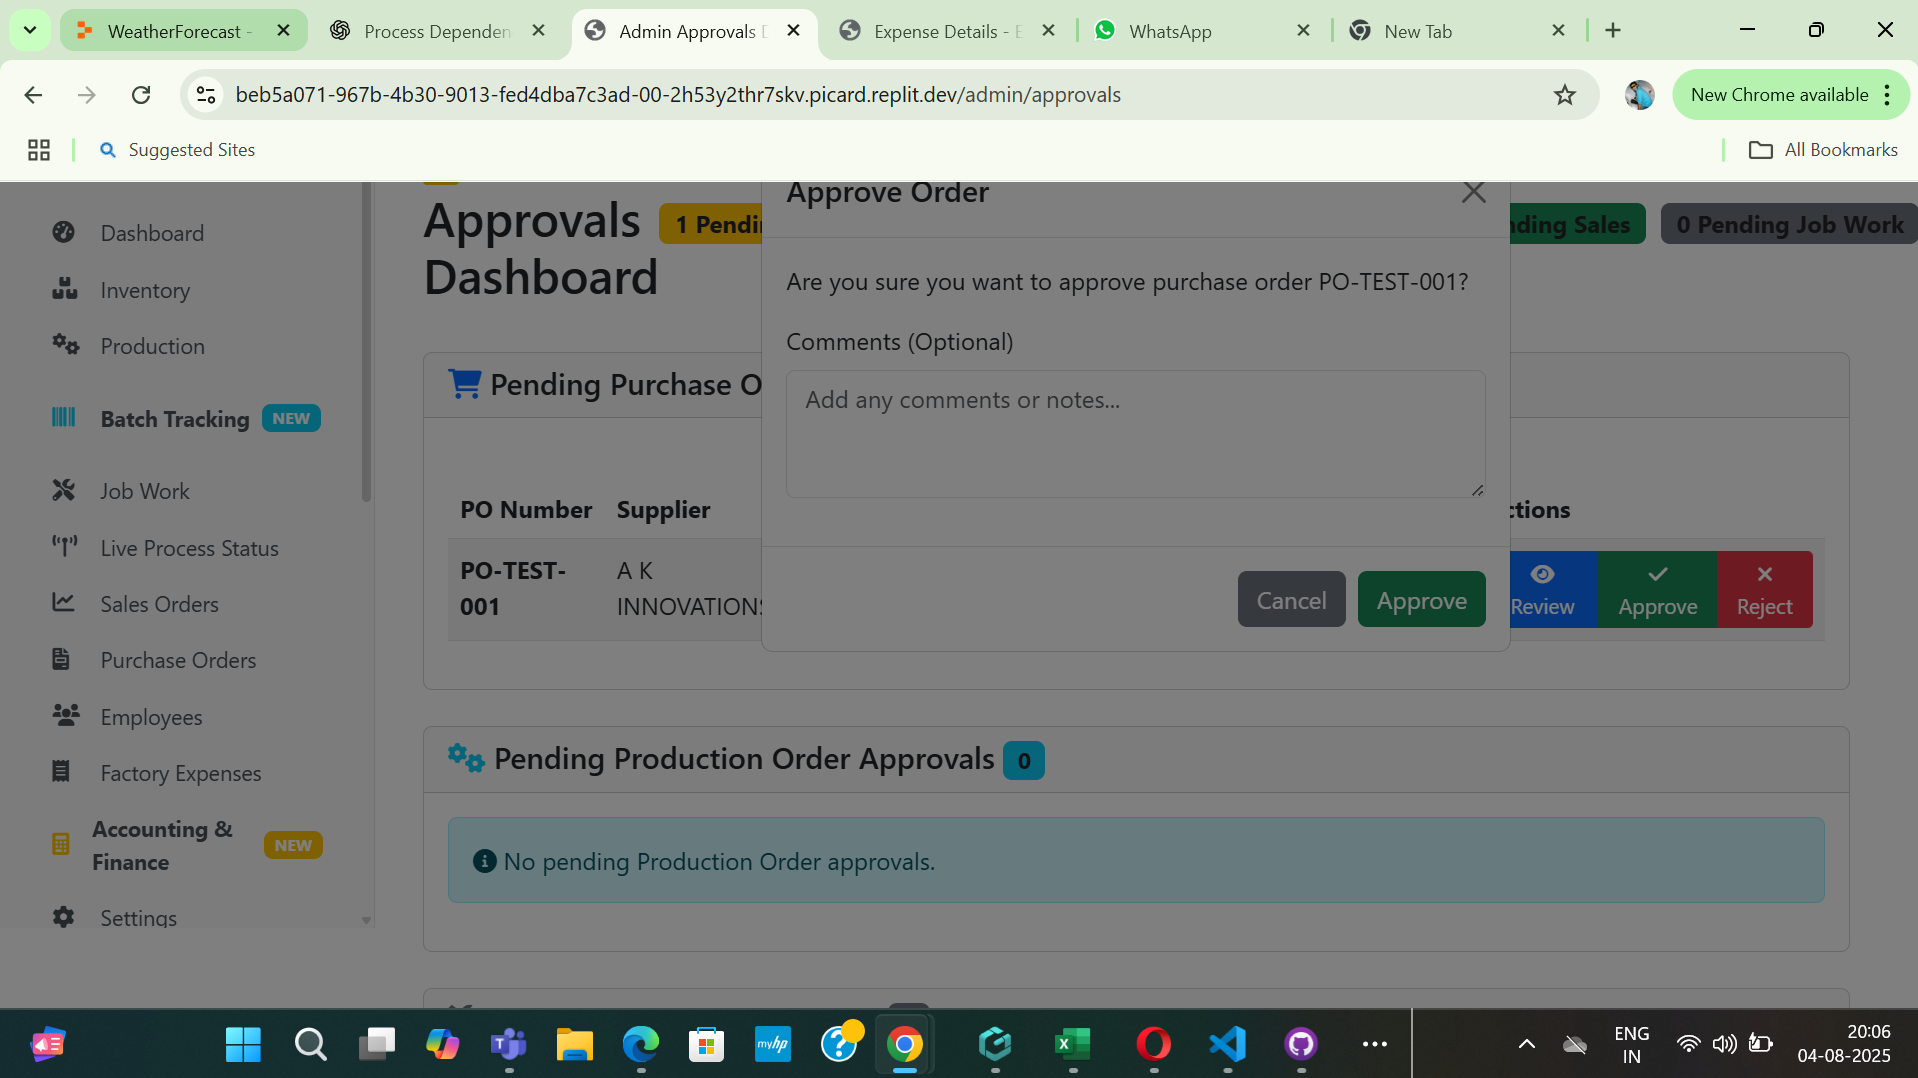 WeatherForecast -
Process Dependen
Admin Approvals D
Expense Details - E
WhatsApp
New Tab
beb5a071-967b-4b30-9013-fed4dba7c3ad-00-2h53y2thr7skv.picard.replit.dev/admin/approvals
New Chrome available
Suggested Sites
All Bookmarks
Dashboard
Inventory
Production
Batch Tracking NEW
Job Work
Live Process Status
Sales Orders
Purchase Orders
Employees
Factory Expenses
Accounting &
Finance
NEW
Settings
Approvals
Dashboard
1 Pendi
nding Sales
0 Pending Job Work
Approve Order
Are you sure you want to approve purchase order PO-TEST-001?
Comments (Optional)
Add any comments or notes...
Cancel
Approve
Pending Purchase O
PO Number
Supplier
ctions
PO-TEST-
001
A K
INNOVATIONS
Review
Approve
Reject
Pending Production Order Approvals 0
No pending Production Order approvals.
myhp
ENG
IN
20:06
04-08-2025